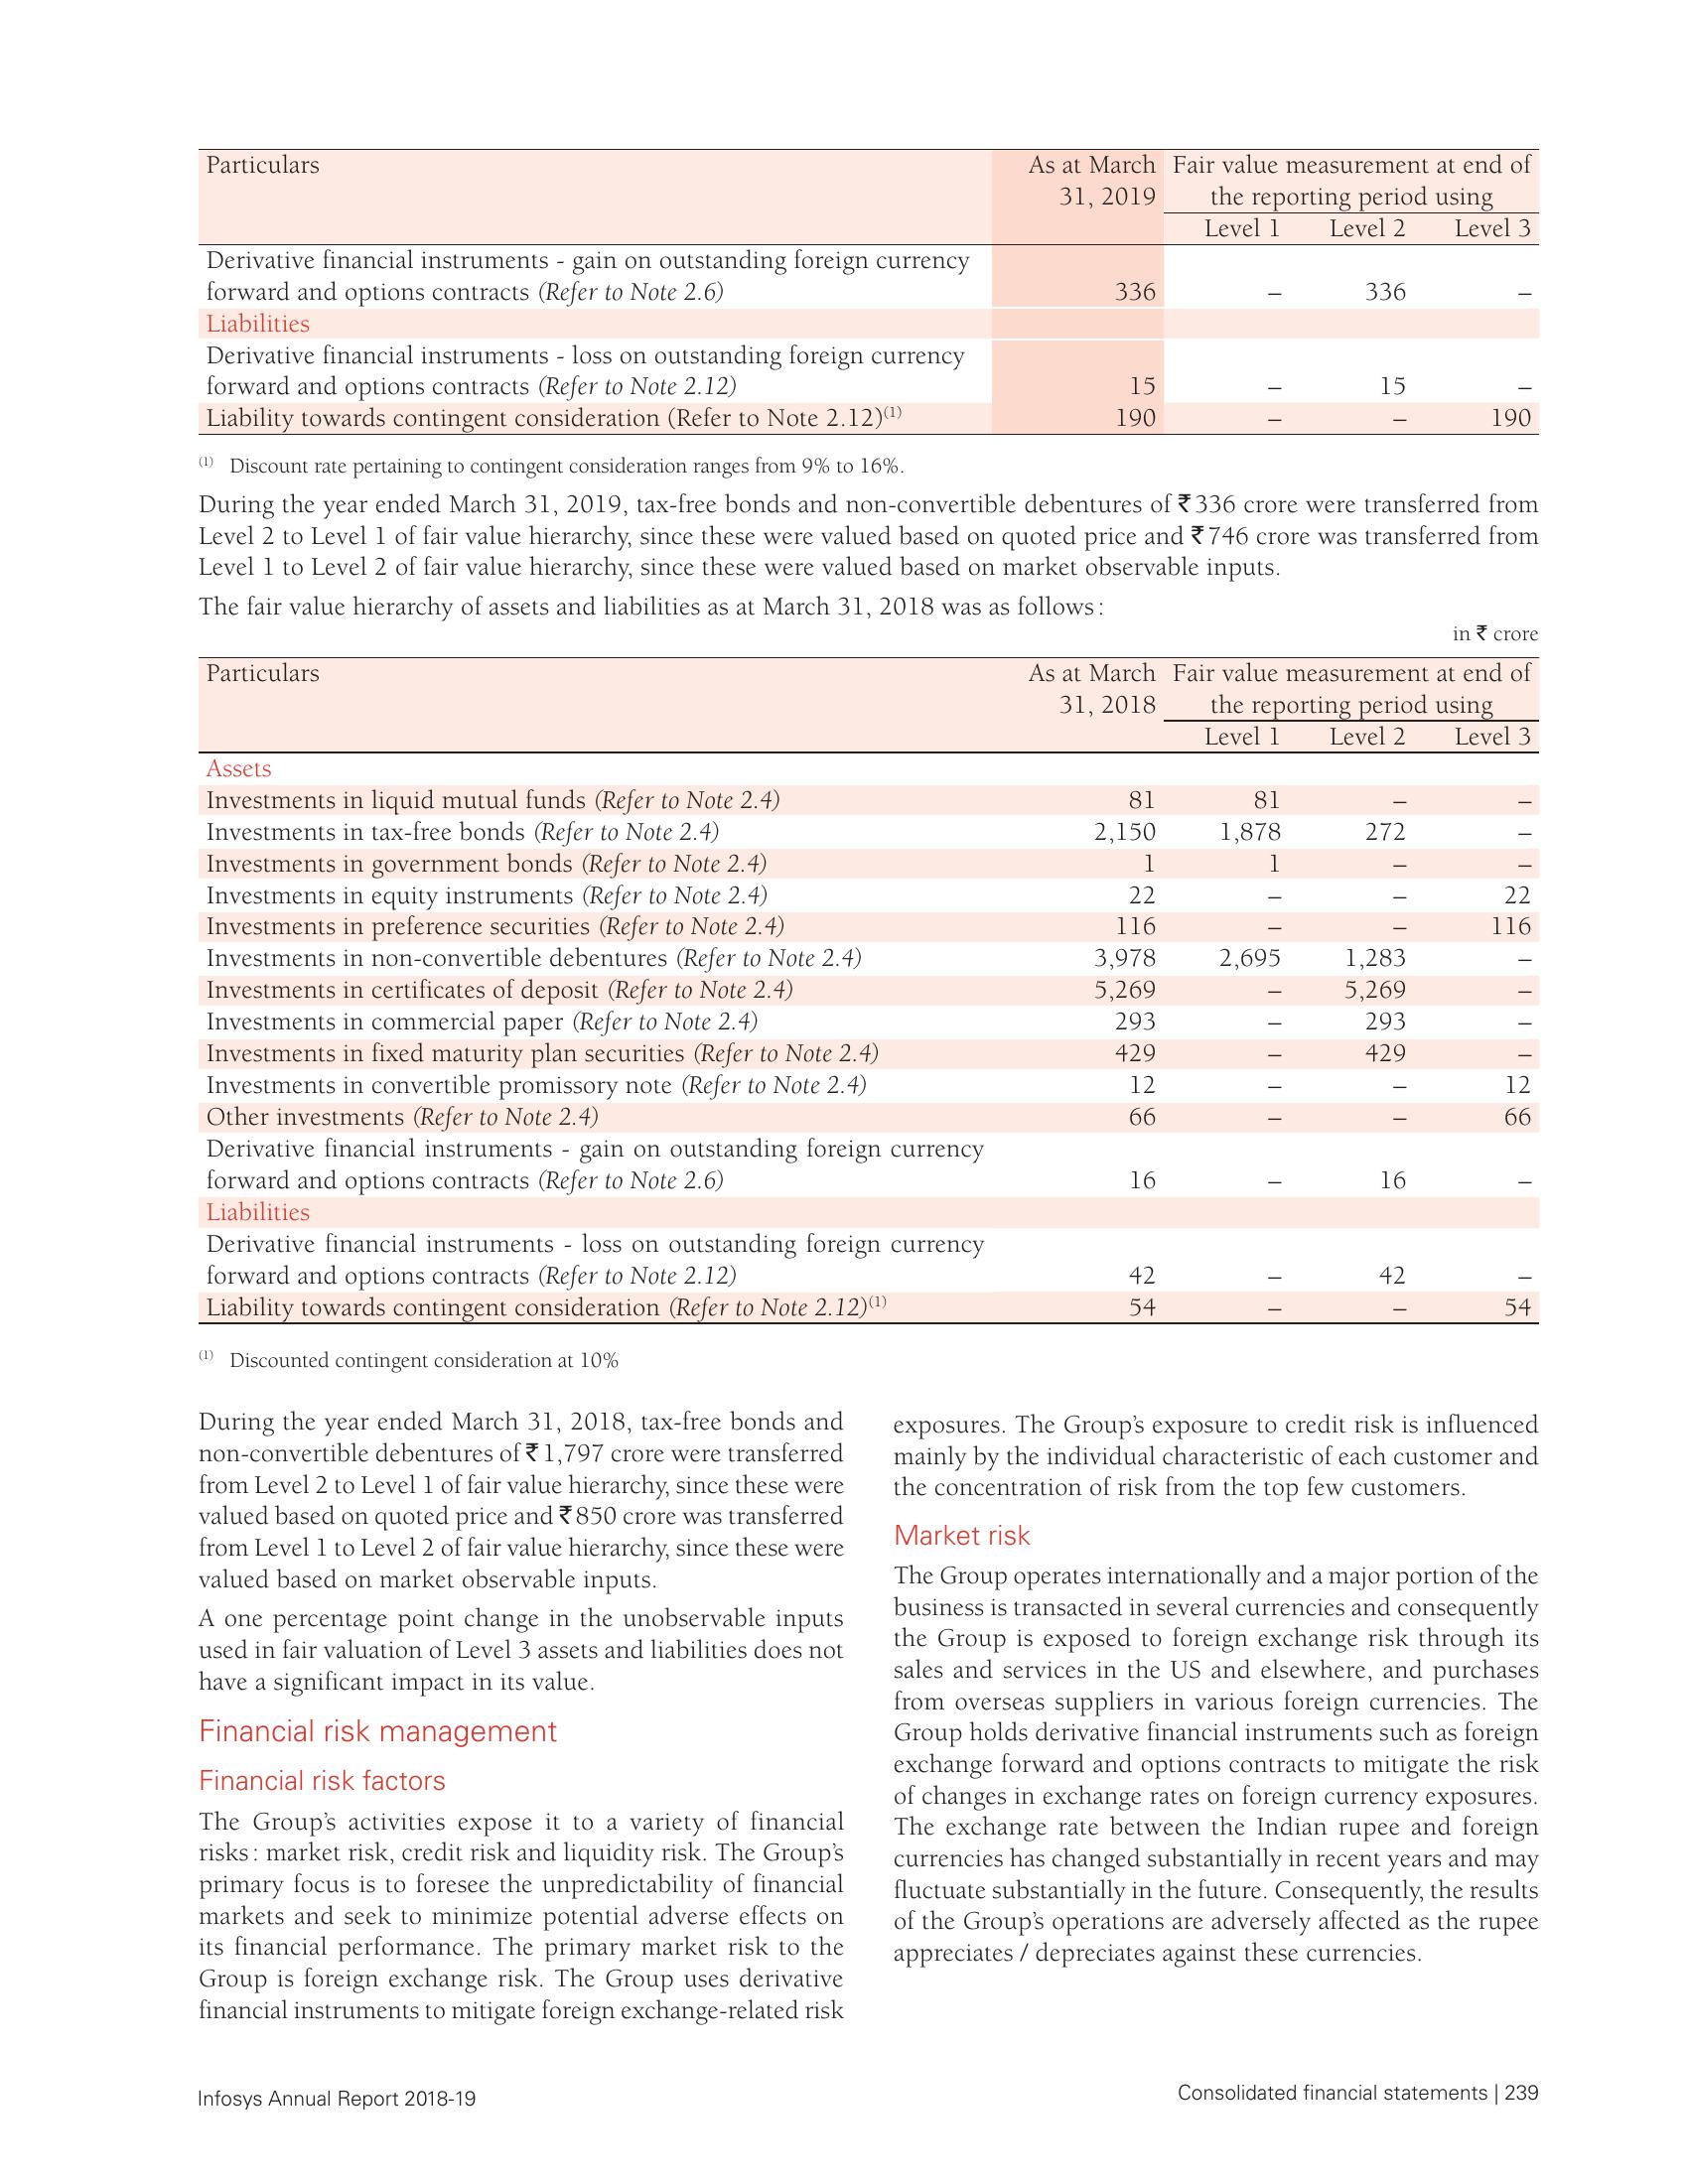 Particulars As at March 31, 2019 Fair value measurement at end of the reporting period using
Level 1 Level 2 Level 3
Derivative financial instruments - gain on outstanding foreign currency
forward and options contracts (Refer to Note 2.6) 336 – 336 –
Liabilities
Derivative financial instruments - loss on outstanding foreign currency
forward and options contracts (Refer to Note 2.12) 15 – 15 –
Liability towards contingent consideration (Refer to Note 2.12)(1) 190 – – 190
(1) Discount rate pertaining to contingent consideration ranges from 9% to 16%.
During the year ended March 31, 2019, tax-free bonds and non-convertible debentures of ₹336 crore were transferred from
Level 2 to Level 1 of fair value hierarchy, since these were valued based on quoted price and ₹746 crore was transferred from
Level 1 to Level 2 of fair value hierarchy, since these were valued based on market observable inputs.
The fair value hierarchy of assets and liabilities as at March 31, 2018 was as follows:
in ₹ crore
Particulars As at March 31, 2018 Fair value measurement at end of the reporting period using
Level 1 Level 2 Level 3
Assets
Investments in liquid mutual funds (Refer to Note 2.4) 81 81 – –
Investments in tax-free bonds (Refer to Note 2.4) 2,150 1,878 272 –
Investments in government bonds (Refer to Note 2.4) 1 1 – –
Investments in equity instruments (Refer to Note 2.4) 22 – – 22
Investments in preference securities (Refer to Note 2.4) 116 – – 116
Investments in non-convertible debentures (Refer to Note 2.4) 3,978 2,695 1,283 –
Investments in certificates of deposit (Refer to Note 2.4) 5,269 – 5,269 –
Investments in commercial paper (Refer to Note 2.4) 293 – 293 –
Investments in fixed maturity plan securities (Refer to Note 2.4) 429 – 429 –
Investments in convertible promissory note (Refer to Note 2.4) 12 – – 12
Other investments (Refer to Note 2.4) 66 – – 66
Derivative financial instruments - gain on outstanding foreign currency
forward and options contracts (Refer to Note 2.6) 16 – 16 –
Liabilities
Derivative financial instruments - loss on outstanding foreign currency
forward and options contracts (Refer to Note 2.12) 42 – 42 –
Liability towards contingent consideration (Refer to Note 2.12)(1) 54 – – 54
(1) Discounted contingent consideration at 10%
During the year ended March 31, 2018, tax-free bonds and
non-convertible debentures of ₹1,797 crore were transferred
from Level 2 to Level 1 of fair value hierarchy, since these were
valued based on quoted price and ₹850 crore was transferred
from Level 1 to Level 2 of fair value hierarchy, since these were
valued based on market observable inputs.
A one percentage point change in the unobservable inputs
used in fair valuation of Level 3 assets and liabilities does not
have a significant impact in its value.
Financial risk management
Financial risk factors
The Group's activities expose it to a variety of financial
risks: market risk, credit risk and liquidity risk. The Group's
primary focus is to foresee the unpredictability of financial
markets and seek to minimize potential adverse effects on
its financial performance. The primary market risk to the
Group is foreign exchange risk. The Group uses derivative
financial instruments to mitigate foreign exchange-related risk
exposures. The Group's exposure to credit risk is influenced
mainly by the individual characteristic of each customer and
the concentration of risk from the top few customers.
Market risk
The Group operates internationally and a major portion of the
business is transacted in several currencies and consequently
the Group is exposed to foreign exchange risk through its
sales and services in the US and elsewhere, and purchases
from overseas suppliers in various foreign currencies. The
Group holds derivative financial instruments such as foreign
exchange forward and options contracts to mitigate the risk
of changes in exchange rates on foreign currency exposures.
The exchange rate between the Indian rupee and foreign
currencies has changed substantially in recent years and may
fluctuate substantially in the future. Consequently, the results
of the Group's operations are adversely affected as the rupee
appreciates / depreciates against these currencies.
Infosys Annual Report 2018-19
Consolidated financial statements | 239